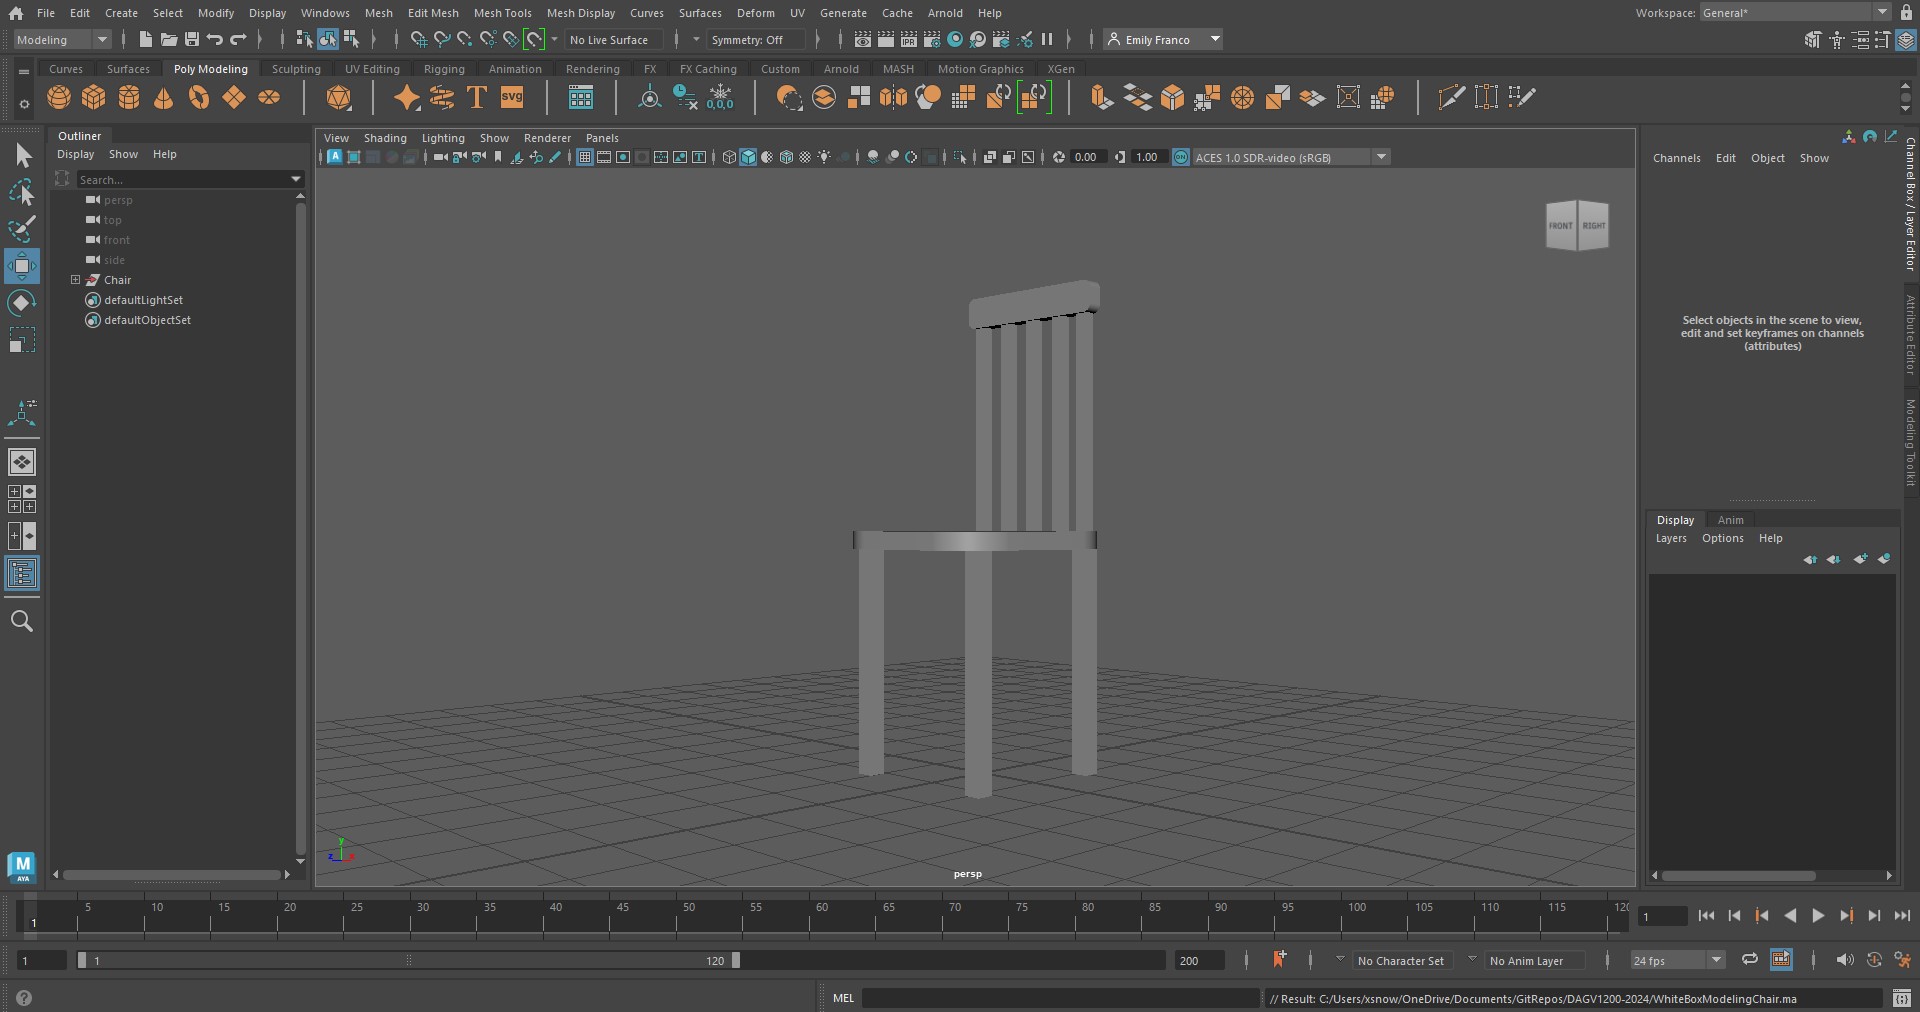 File Edit Create Select Modify Display Windows Mesh Edit Mesh Mesh Tools Mesh Display Curves Surfaces Deform UV Generate Cache Arnold Help Workspace: General*
Modeling No Live Surface Symmetry: Off Emily Franco
Curves Surfaces Poly Modeling Sculpting UV Editing Rigging Animation Rendering FX FX Caching Custom Arnold MASH Motion Graphics XGen
T svg 0,0,0
Outliner
Display Show Help
Search...
persp
top
front
side
Chair
defaultLightSet
defaultObjectSet
View Shading Lighting Show Renderer Panels
0.00 1.00 ACES 1.0 SDR-video (sRGB)
FRONT RIGHT
y
z x
persp
Channels Edit Object Show
Select objects in the scene to view,
edit and set keyframes on channels
(attributes)
Channel Box / Layer Editor
Attribute Editor
Modeling Toolkit
Display Anim
Layers Options Help
M
AYA
5 10 15 20 25 30 35 40 45 50 55 60 65 70 75 80 85 90 95 100 105 110 115 120
1
1
1 1 120 200 No Character Set No Anim Layer 24 fps
MEL // Result: C:/Users/xsnow/OneDrive/Documents/GitRepos/DAGV1200-2024/WhiteBoxModelingChair.ma